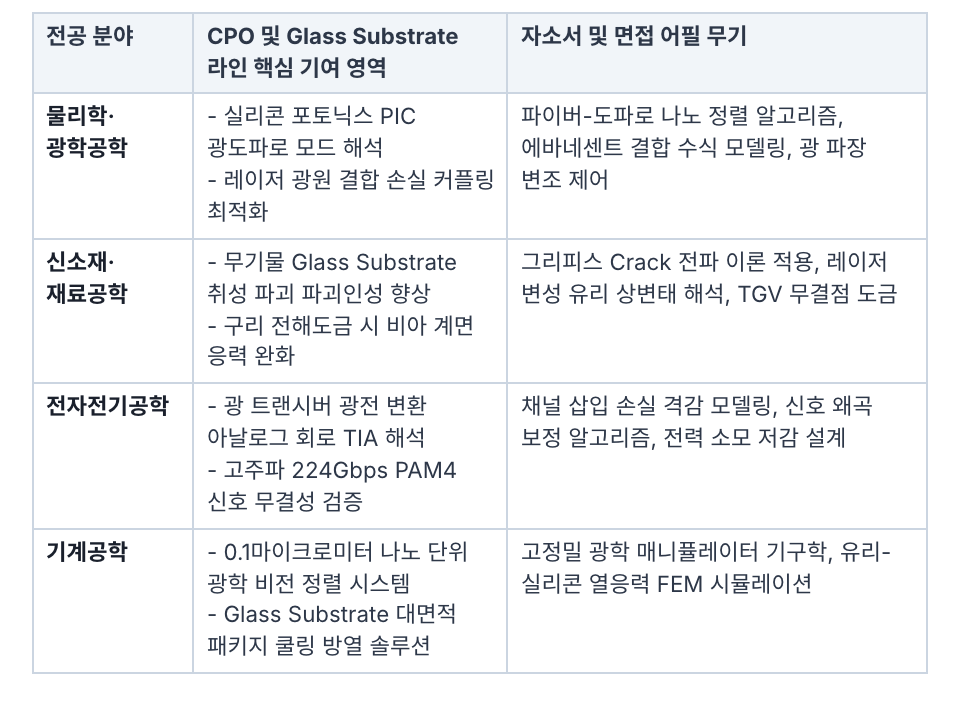 전공 분야
CPO 및 Glass Substrate
라인 핵심 기여 영역
자소서 및 면접 어필 무기
물리학·
광학공학
- 실리콘 포토닉스 PIC
광도파로 모드 해석
- 레이저 광원 결합 손실 커플링
최적화
파이버-도파로 나노 정렬 알고리즘,
에바네센트 결합 수식 모델링, 광 파장
변조 제어
신소재·
재료공학
- 무기물 Glass Substrate
취성 파괴 파괴인성 향상
- 구리 전해도금 시 비아 계면
응력 완화
그리피스 Crack 전파 이론 적용, 레이저
변성 유리 상변태 해석, TGV 무결점 도금
전자전기공학
- 광 트랜시버 광전 변환
아날로그 회로 TIA 해석
- 고주파 224Gbps PAM4
신호 무결성 검증
채널 삽입 손실 격감 모델링, 신호 왜곡
보정 알고리즘, 전력 소모 저감 설계
기계공학
- 0.1마이크로미터 나노 단위
광학 비전 정렬 시스템
- Glass Substrate 대면적
패키지 쿨링 방열 솔루션
고정밀 광학 매니퓰레이터 기구학, 유리-
실리콘 열응력 FEM 시뮬레이션